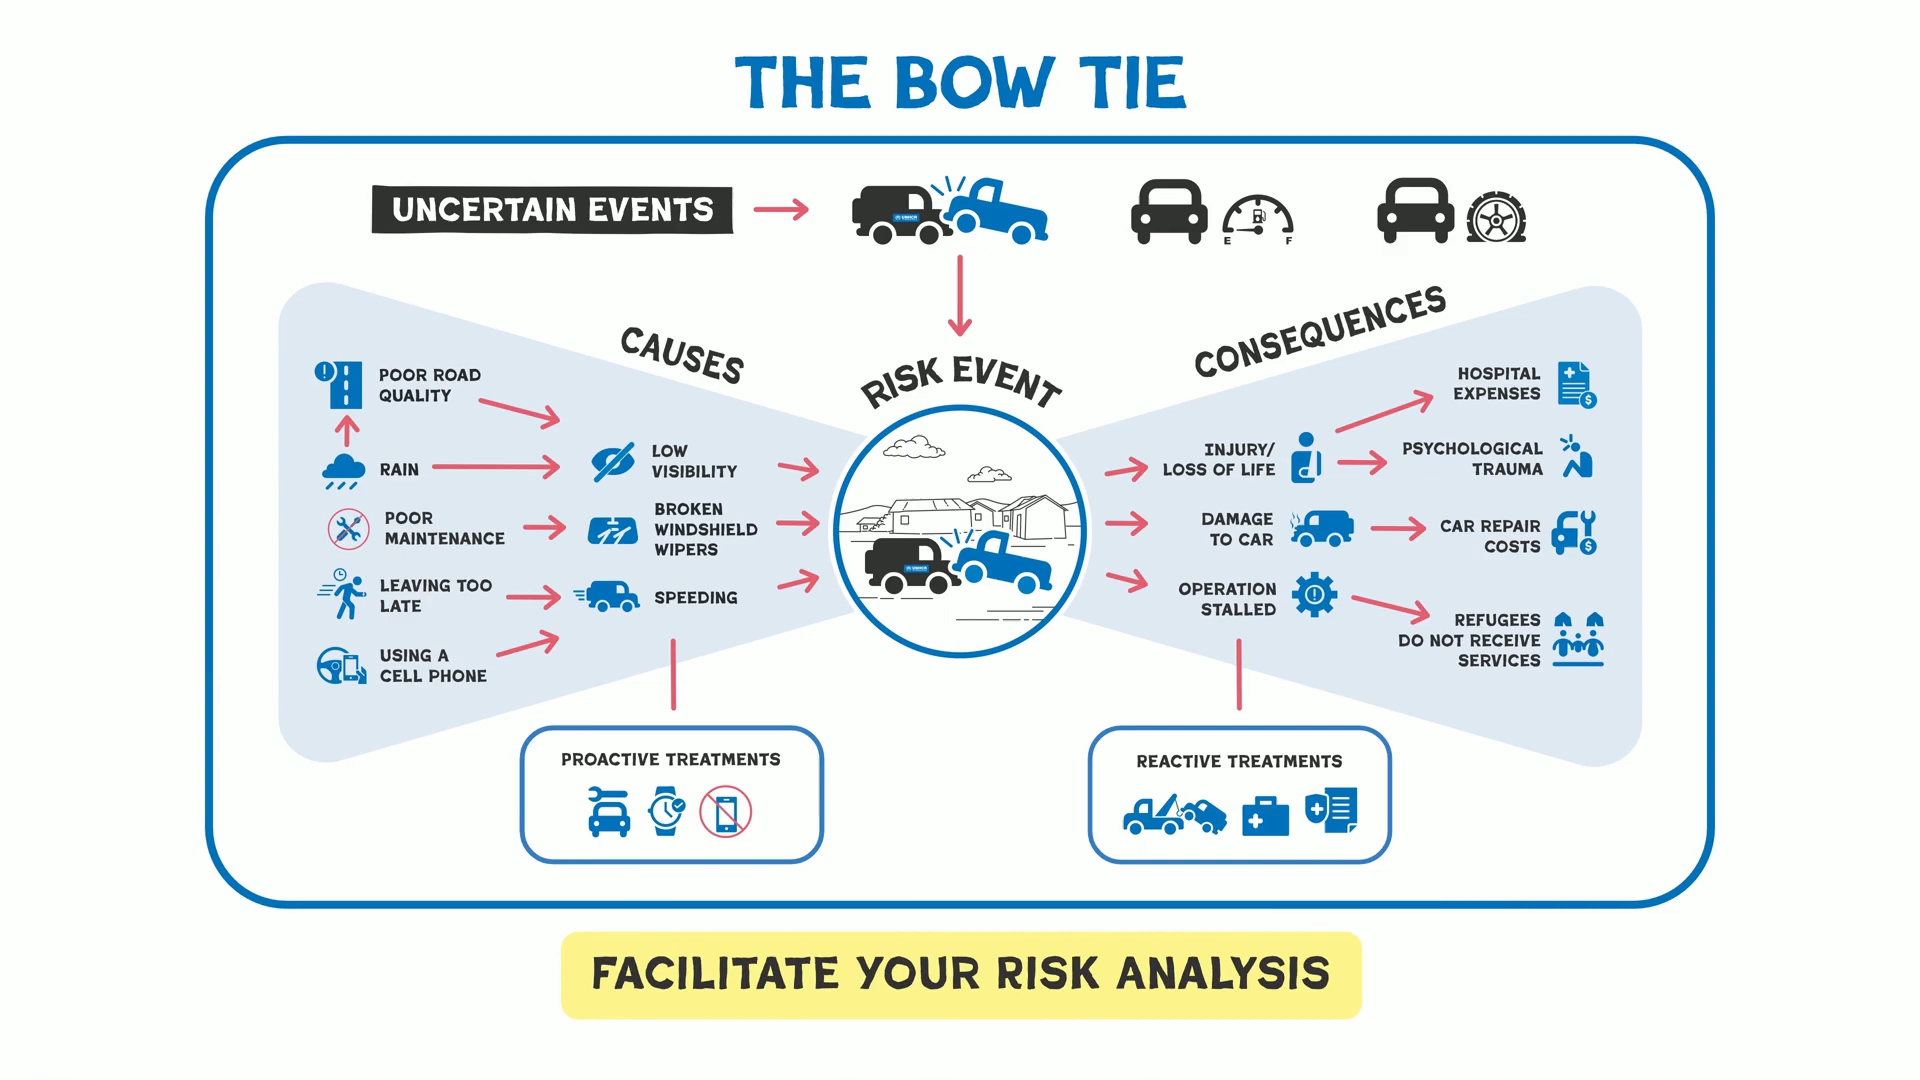 THE BOW TIE
UNCERTAIN EVENTS
E
F
CAUSES
RISK EVENT
CONSEQUENCES
POOR ROAD
QUALITY
RAIN
POOR
MAINTENANCE
LEAVING TOO
LATE
USING A
CELL PHONE
LOW
VISIBILITY
BROKEN
WINDSHIELD
WIPERS
SPEEDING
INJURY/
LOSS OF LIFE
DAMAGE
TO CAR
OPERATION
STALLED
HOSPITAL
EXPENSES
PSYCHOLOGICAL
TRAUMA
CAR REPAIR
COSTS
REFUGEES
DO NOT RECEIVE
SERVICES
PROACTIVE TREATMENTS
REACTIVE TREATMENTS
FACILITATE YOUR RISK ANALYSIS